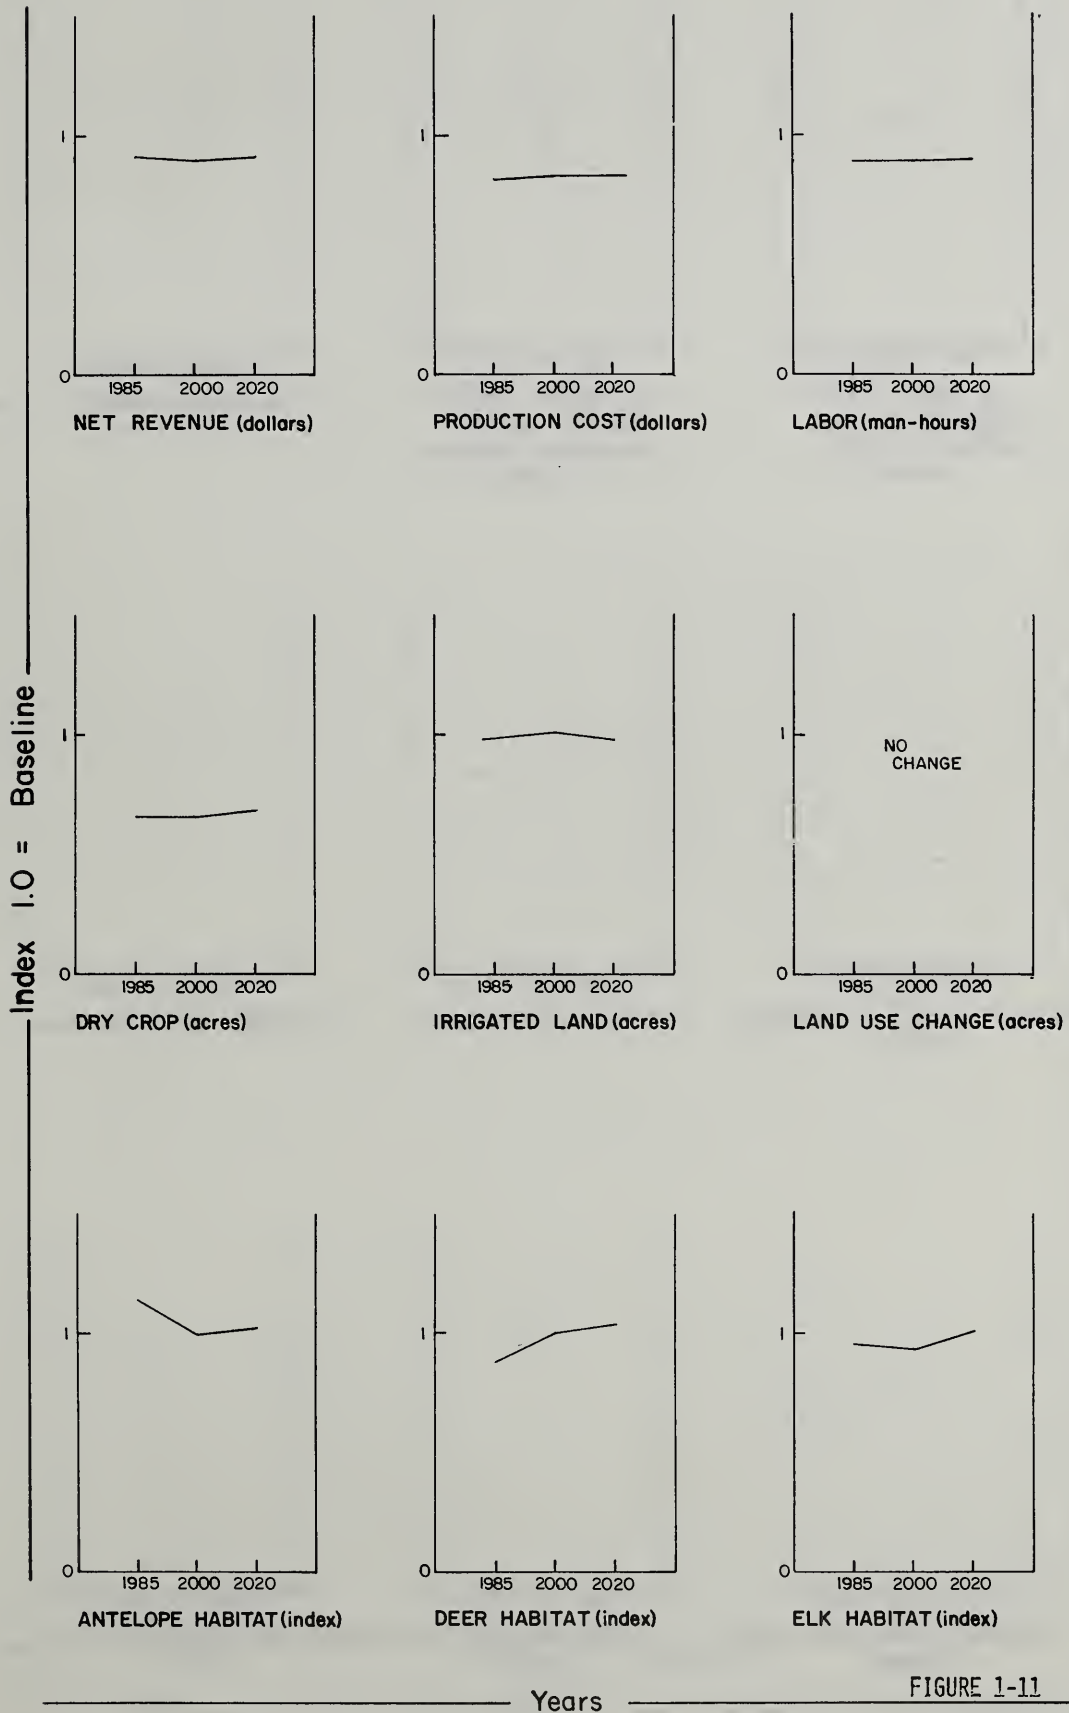 Index 1.0 = Baseline
1
0
1985 2000 2020
NET REVENUE (dollars)
1
0
1985 2000 2020
PRODUCTION COST (dollars)
1
0
1985 2000 2020
LABOR (man-hours)
1
0
1985 2000 2020
DRY CROP (acres)
0
1985 2000 2020
IRRIGATED LAND (acres)
1
NO
CHANGE
0
1985 2000 2020
LAND USE CHANGE (acres)
1
0
1985 2000 2020
ANTELOPE HABITAT (index)
1
0
1985 2000 2020
DEER HABITAT (index)
1
0
1985 2000 2020
ELK HABITAT (index)
Years
FIGURE 1-11